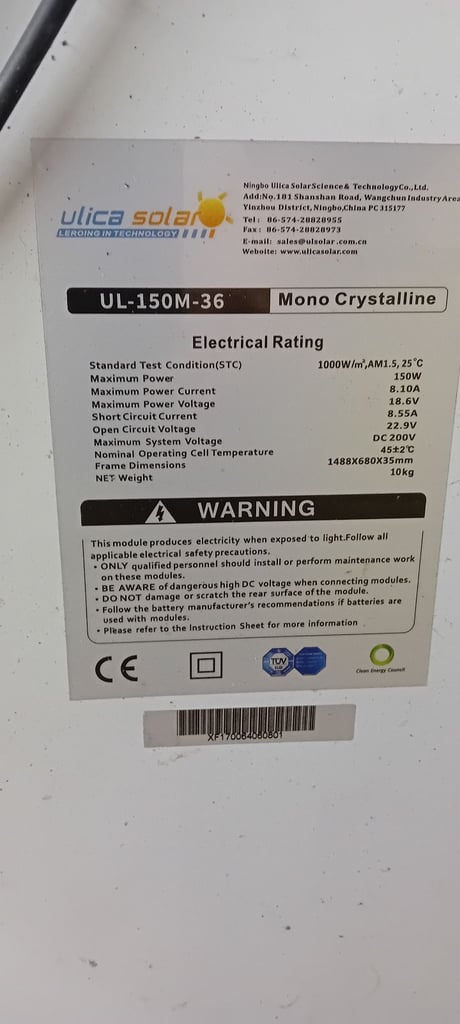 ulica solar
LEADING IN TECHNOLOGY
Ningbo Ulica SolarScience& TechnologyCo.,Ltd.
Add:No.181 Shanshan Road, Wangchun Industry Area
Yinzhou District, Ningbo,China PC 315177
Tel: 86-574-28828955
Fax: 86-574-28828973
E-mail: sales@ulsolar.com.cn
Website: www.ulicasolar.com
UL-150M-36
Mono Crystalline
Electrical Rating
Standard Test Condition(STC) 1000W/m²,AM1.5, 25°C
Maximum Power 150W
Maximum Power Current 8.10A
Maximum Power Voltage 18.6V
Short Circuit Current 8.55A
Open Circuit Voltage 22.9V
Maximum System Voltage DC 200V
Nominal Operating Cell Temperature 45±2°C
Frame Dimensions 1488X680X35mm
NET Weight 10kg
WARNING
This module produces electricity when exposed to light.Follow all
applicable electrical safety precautions.
• ONLY qualified personnel should install or perform maintenance work
on these modules.
• BE AWARE of dangerous high DC voltage when connecting modules.
• DO NOT damage or scratch the rear surface of the module.
• Follow the battery manufacturer's recommendations if batteries are
used with modules.
• Please refer to the Instruction Sheet for more information
CE
TÜV
Clean Energy Council